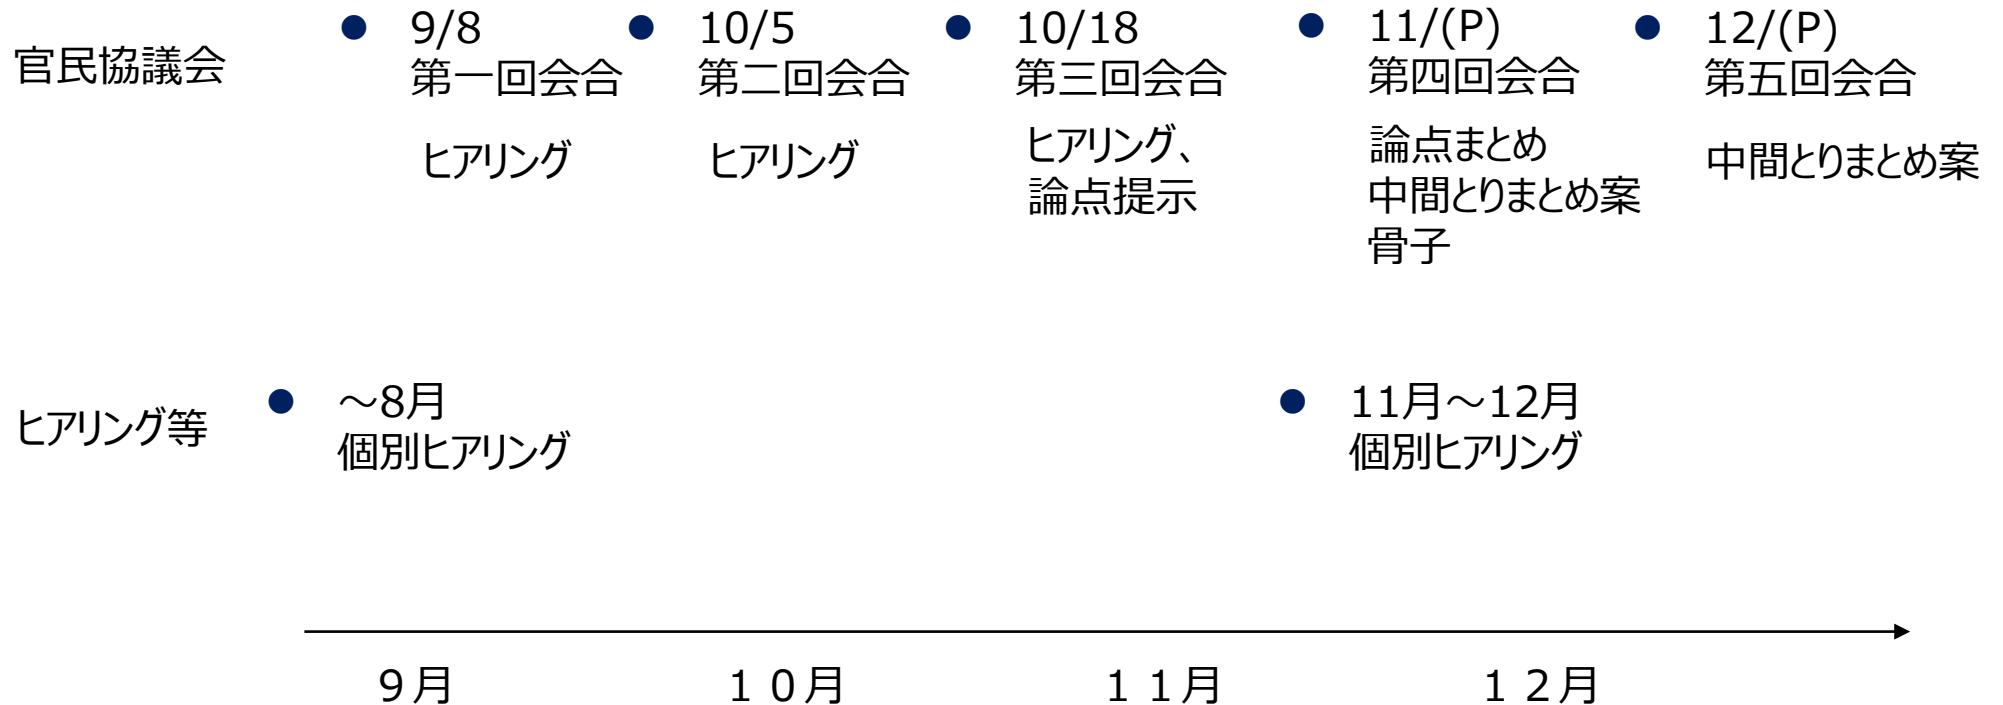 官民協議会
● 9/8
第一回会合
ヒアリング
● 10/5
第二回会合
ヒアリング
● 10/18
第三回会合
ヒアリング、
論点提示
● 11/(P)
第四回会合
論点まとめ
中間とりまとめ案
骨子
● 12/(P)
第五回会合
中間とりまとめ案
ヒアリング等
● ～8月
個別ヒアリング
● 11月～12月
個別ヒアリング
９月
１０月
１１月
１２月